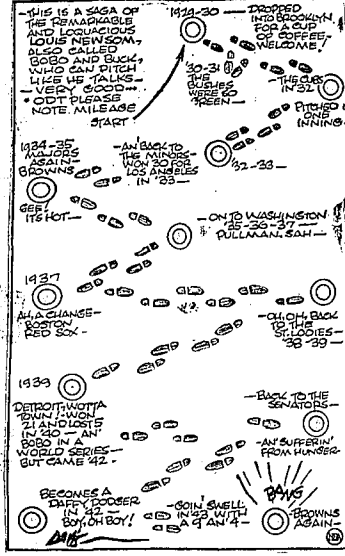 -THIS IS A SAGA OF
THE REMARKABLE
AND LOQUACIOUS
LOUIS NEWSOM,
ALSO CALLED
BOBO AND BUCK,
WHO CAN PITCH
LIKE HE TALKS-
-VERY GOOD-
ODT PLEASE
NOTE MILEAGE
START
1929-30 - DROPPED
INTO BROOKLYN
FOR A CUP
OF COFFEE-
WELCOME!
'30-31
THE
BUSHES
WERE SO
GREEN-
-THE CUBS
IN '32
PITCHED
ONE
INNING-
'32-33-
-AN' BACK TO
THE MINORS-
WON 30 FOR
LOS ANGELES
IN '33-
1934-35
MAJORS
AGAIN-
BROWNS
GEE!
ITS HOT-
-ON TO WASHINGTON
'35-36-37-
PULLMAN, SAH-
1937
AH, A CHANGE-
BOSTON
RED SOX-
-OH, OH, BACK
TO THE
ST. LOOIES-
'38-39-
1939
DETROIT, WOTTA
TOWN!-WON
21 AND LOST 5
IN '40- AN'
BOBO IN A
WORLD SERIES-
BUT CAME '42-
-BACK TO THE
SENATORS-
-AN' SUFFERIN'
FROM HUNGER-
BECOMES A
DAFFY DODGER
IN '42-
BOY, OH BOY!
-GOIN' SWELL
IN '43 WITH
A 9 AN' 4-
BANG
BROWNS
AGAIN-